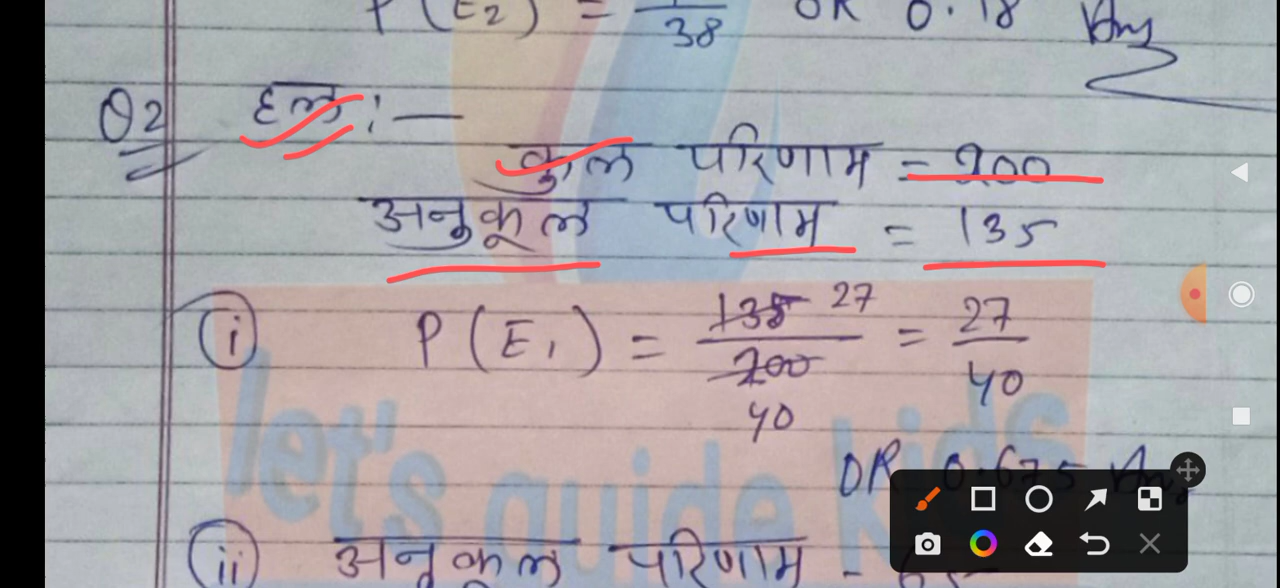 P(E2) = /38 OR 0.18 Ans
Q2 हल :—
कुल परिणाम = 200
अनुकूल परिणाम = 135
(i) P(E1) = 135 27 / 200 40 = 27/40
OR 0.675 Ans
(ii) अनुकूल परिणाम -
let's guide kids